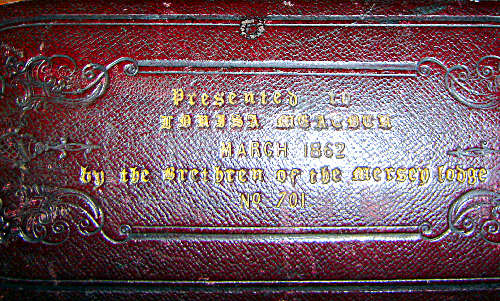 Presented to
LOUISA
MARCH 1862
by the Brethren of the Mersey lodge
No 701